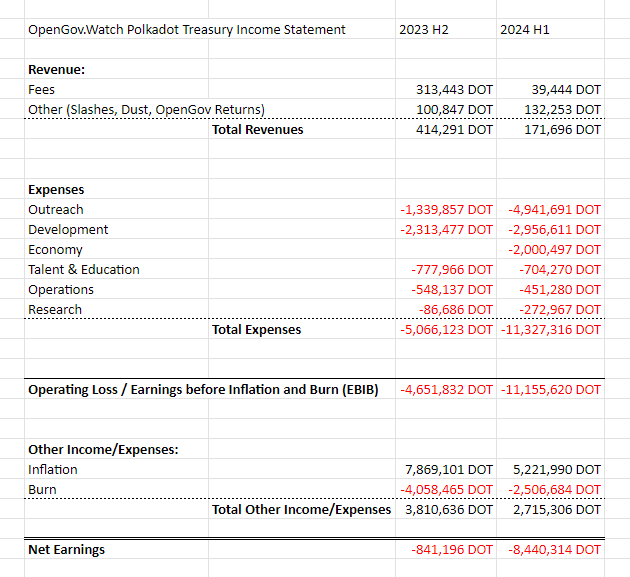 OpenGov.Watch Polkadot Treasury Income Statement 2023 H2 2024 H1
Revenue:
Fees 313,443 DOT 39,444 DOT
Other (Slashes, Dust, OpenGov Returns) 100,847 DOT 132,253 DOT
Total Revenues 414,291 DOT 171,696 DOT
Expenses
Outreach -1,339,857 DOT -4,941,691 DOT
Development -2,313,477 DOT -2,956,611 DOT
Economy -2,000,497 DOT
Talent & Education -777,966 DOT -704,270 DOT
Operations -548,137 DOT -451,280 DOT
Research -86,686 DOT -272,967 DOT
Total Expenses -5,066,123 DOT -11,327,316 DOT
Operating Loss / Earnings before Inflation and Burn (EBIB) -4,651,832 DOT -11,155,620 DOT
Other Income/Expenses:
Inflation 7,869,101 DOT 5,221,990 DOT
Burn -4,058,465 DOT -2,506,684 DOT
Total Other Income/Expenses 3,810,636 DOT 2,715,306 DOT
Net Earnings -841,196 DOT -8,440,314 DOT